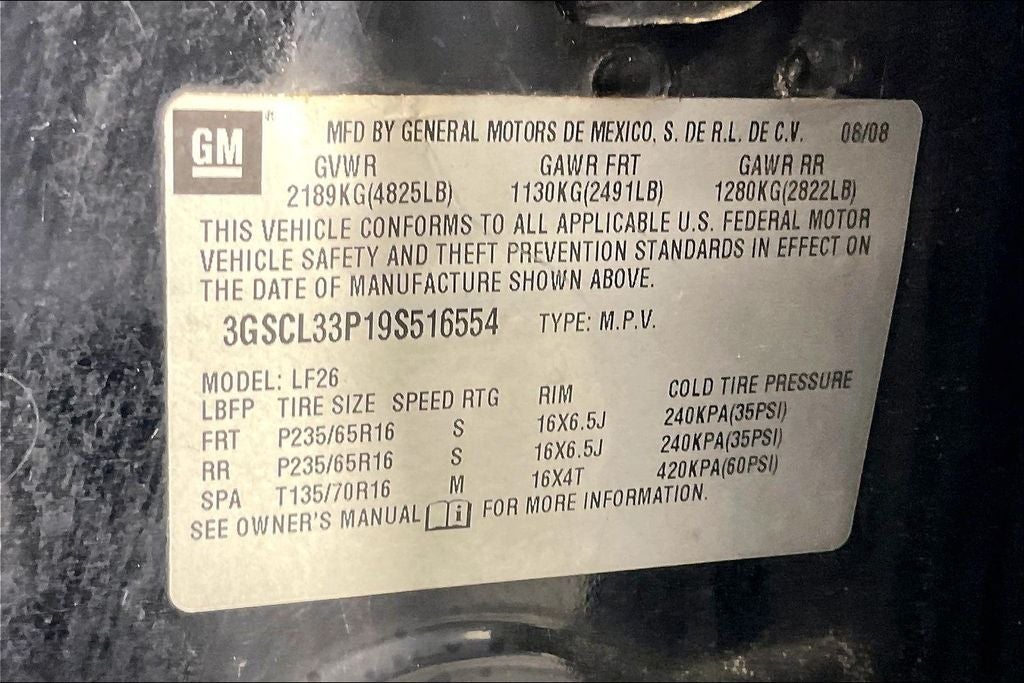 GM
MFD BY GENERAL MOTORS DE MEXICO, S. DE R.L. DE C.V. 08/08
GVWR GAWR FRT GAWR RR
2189KG(4825LB) 1130KG(2491LB) 1280KG(2822LB)
THIS VEHICLE CONFORMS TO ALL APPLICABLE U.S. FEDERAL MOTOR
VEHICLE SAFETY AND THEFT PREVENTION STANDARDS IN EFFECT ON
THE DATE OF MANUFACTURE SHOWN ABOVE.
3GSCL33P19S516554 TYPE: M.P.V.
MODEL: LF26
LBFP TIRE SIZE SPEED RTG RIM COLD TIRE PRESSURE
FRT P235/65R16 S 16X6.5J 240KPA(35PSI)
RR P235/65R16 S 16X6.5J 240KPA(35PSI)
SPA T135/70R16 M 16X4T 420KPA(60PSI)
SEE OWNER'S MANUAL i FOR MORE INFORMATION.